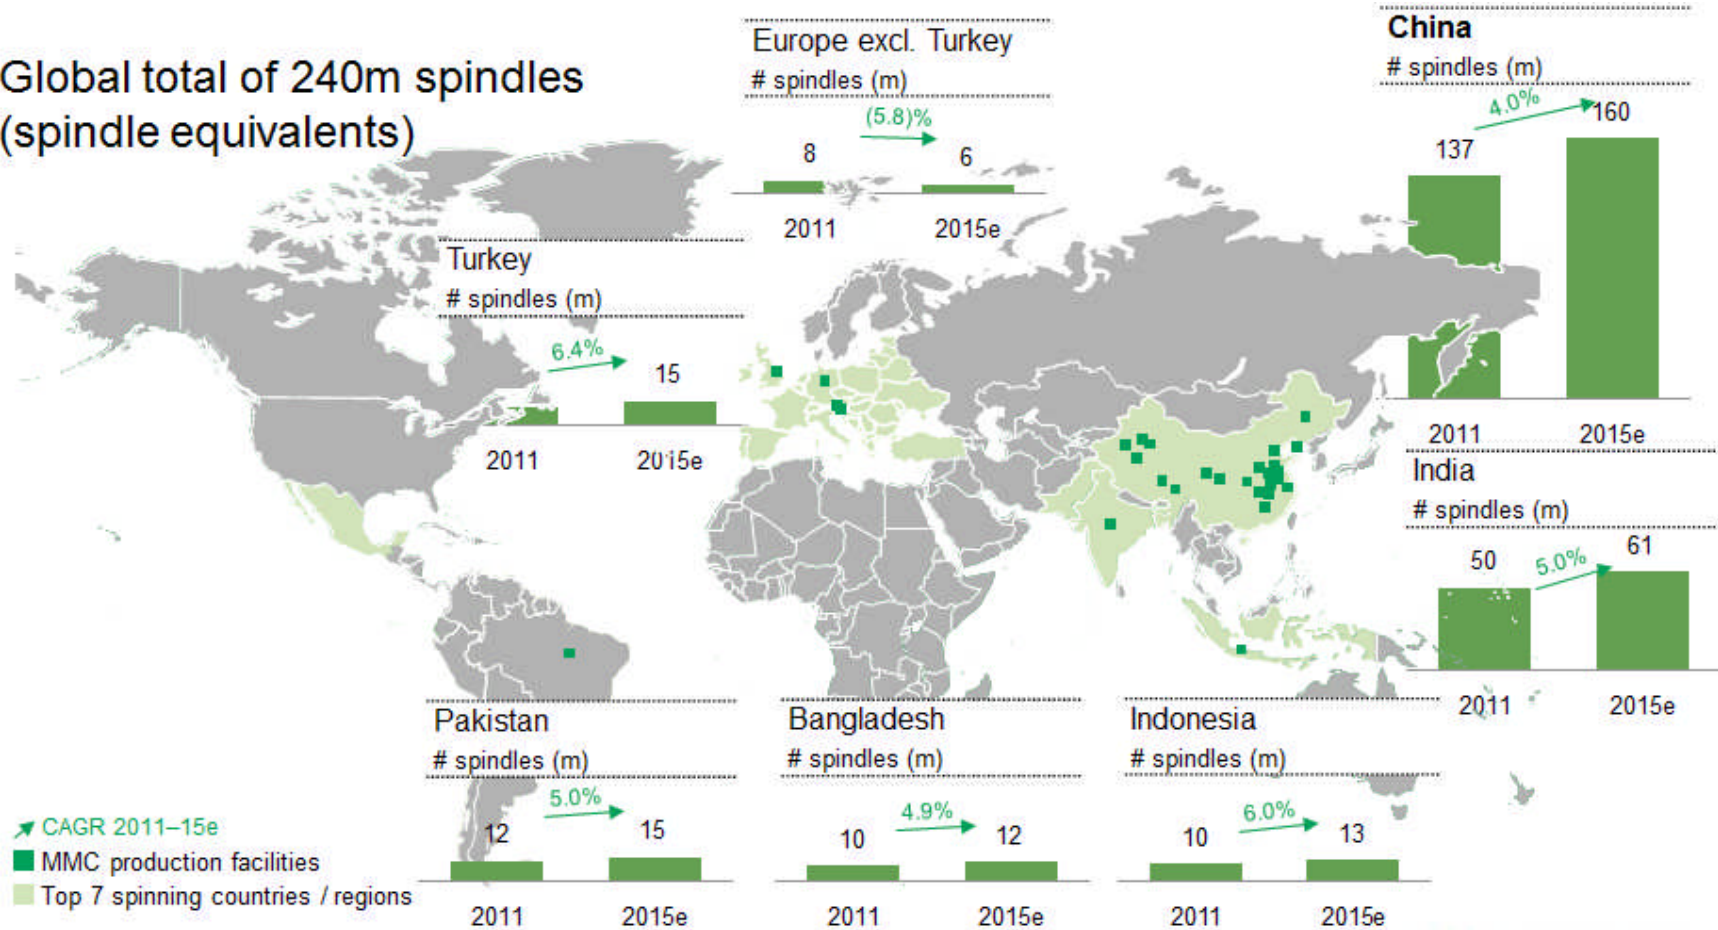 Global total of 240m spindles
(spindle equivalents)
Europe excl. Turkey
# spindles (m)
(5.8)%
8
6
2011
2015e
China
# spindles (m)
4.0%
137
160
2011
2015e
Turkey
# spindles (m)
6.4%
15
2011
2015e
India
# spindles (m)
50
5.0%
61
2011
2015e
Pakistan
# spindles (m)
5.0%
12
15
2011
2015e
Bangladesh
# spindles (m)
4.9%
10
12
2011
2015e
Indonesia
# spindles (m)
6.0%
10
13
2011
2015e
CAGR 2011–15e
MMC production facilities
Top 7 spinning countries / regions